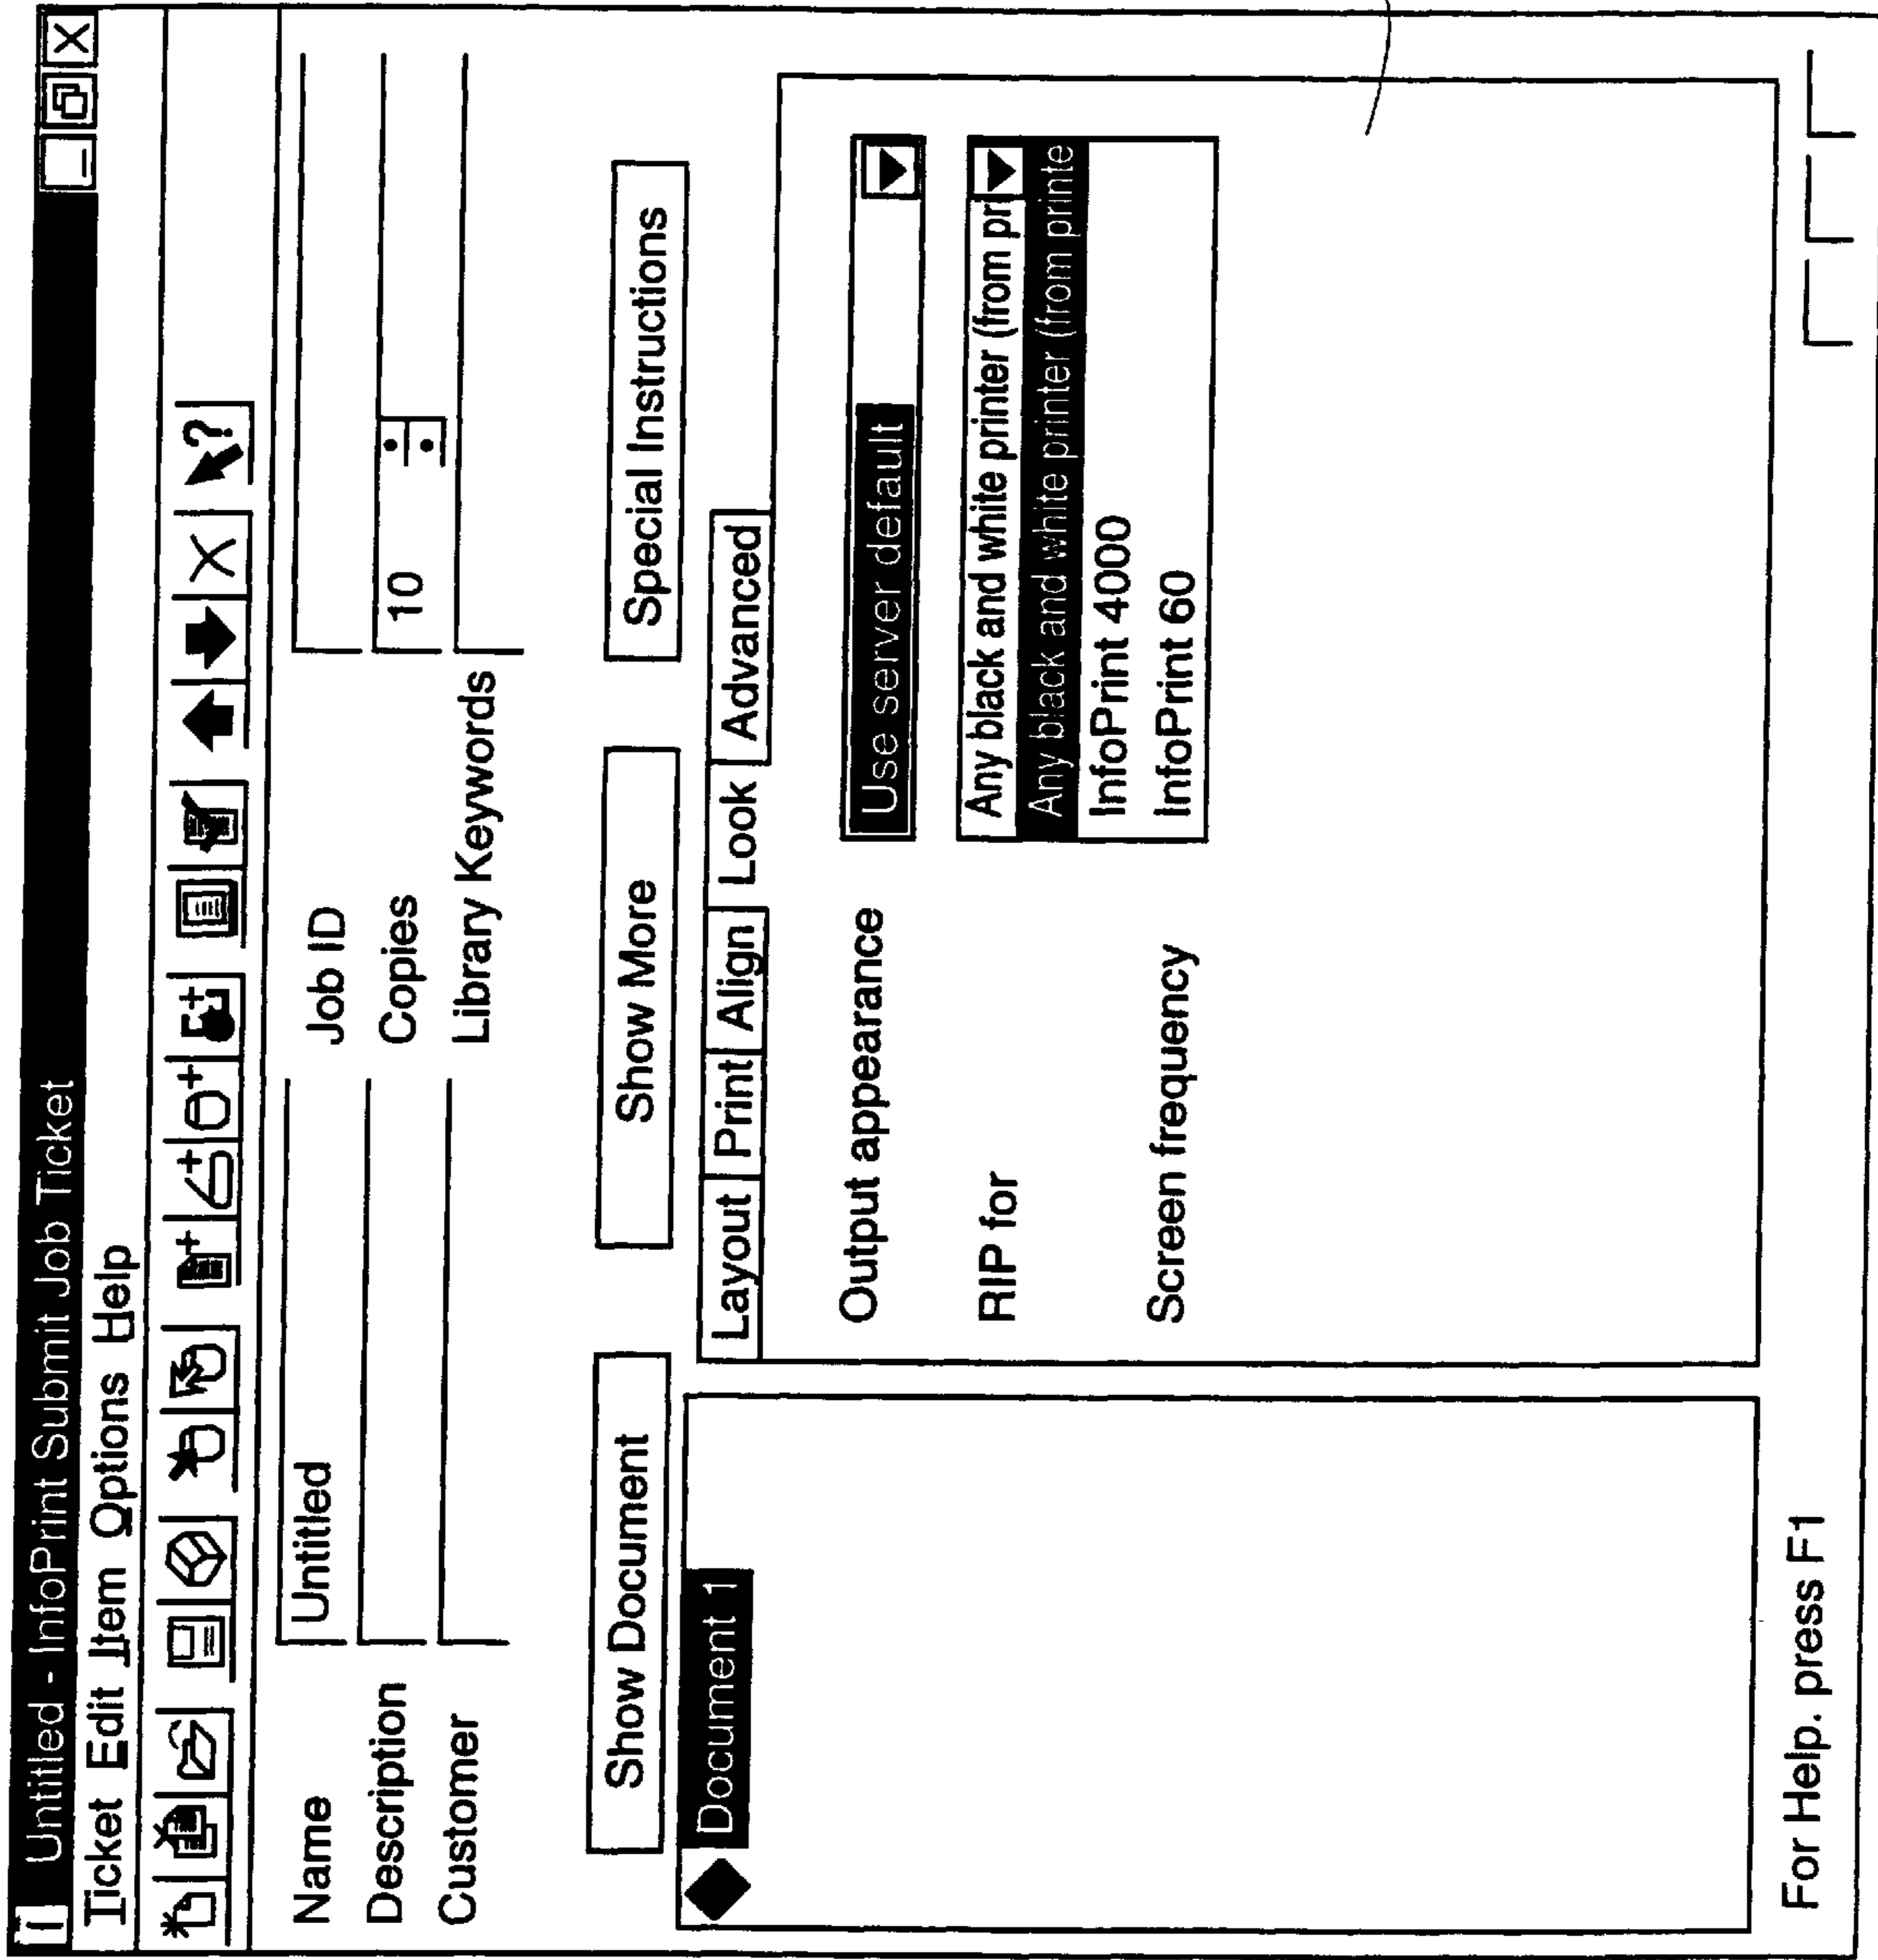 Untitled - InfoPrint Submit Job Ticket
Ticket Edit Item Options Help
Name Untitled Job ID
Description Copies 10
Customer Library Keywords
Show Document Show More Special Instructions
Document 1
Layout Print Align Look Advanced
Output appearance Use server default
RIP for Any black and white printer (from pr
Any black and white printer (from printe
InfoPrint 4000
Screen frequency InfoPrint 60
For Help. press F1